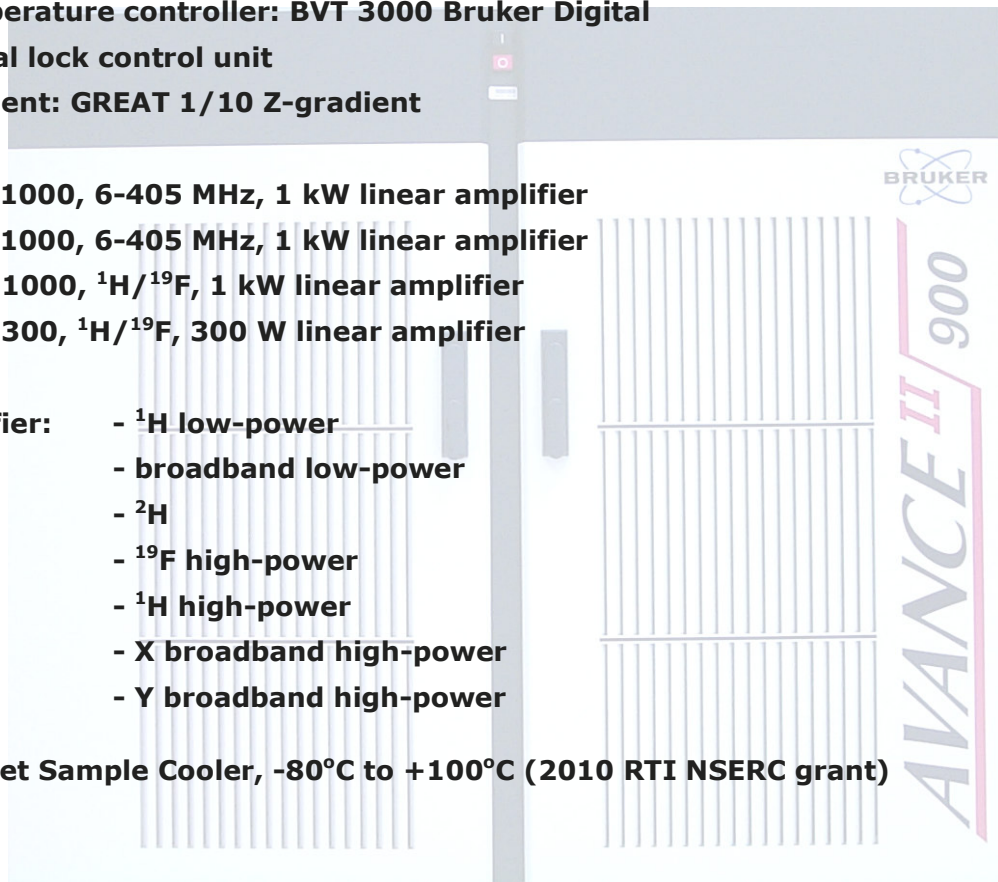 perature controller: BVT 3000 Bruker Digital
al lock control unit
ent: GREAT 1/10 Z-gradient
1000, 6-405 MHz, 1 kW linear amplifier
1000, 6-405 MHz, 1 kW linear amplifier
1000, ¹H/¹⁹F, 1 kW linear amplifier
300, ¹H/¹⁹F, 300 W linear amplifier
fier: - ¹H low-power
- broadband low-power
- ²H
- ¹⁹F high-power
- ¹H high-power
- X broadband high-power
- Y broadband high-power
et Sample Cooler, -80°C to +100°C (2010 RTI NSERC grant)
BRUKER
AVANCE II 900